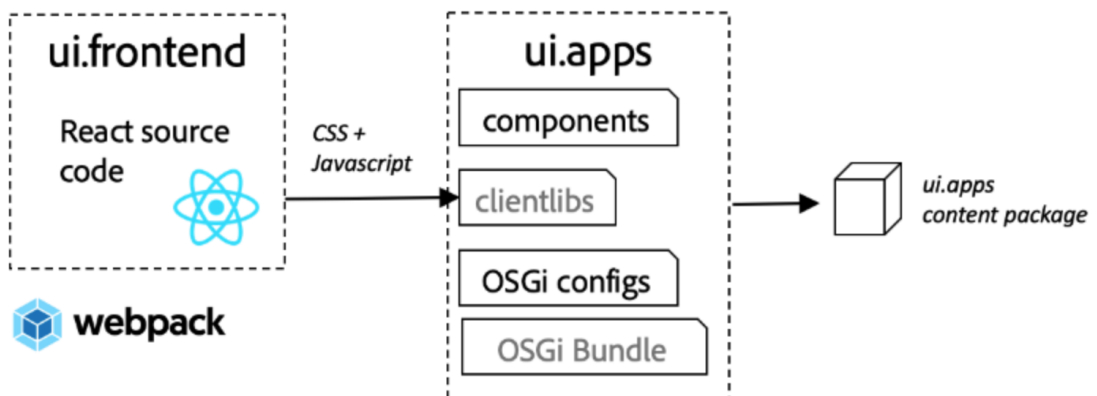 ui.frontend
React source
code
webpack
CSS +
Javascript
ui.apps
components
clientlibs
OSGi configs
OSGi Bundle
ui.apps
content package